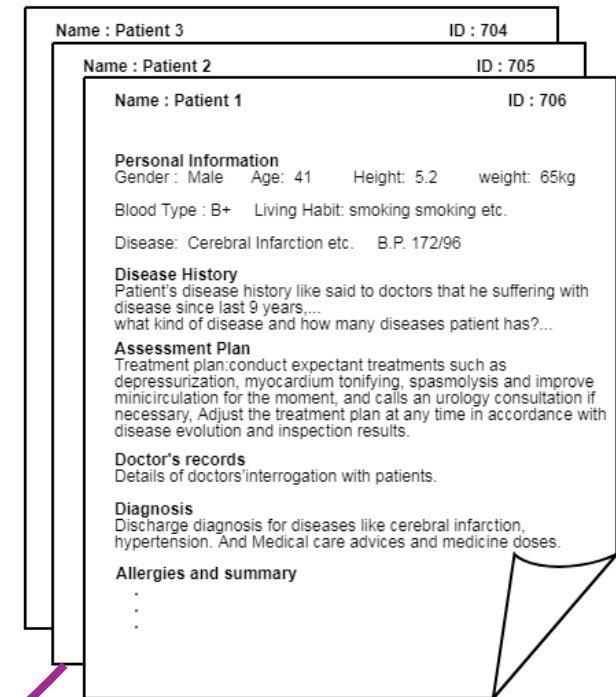 Name : Patient 3 ID : 704
Name : Patient 2 ID : 705
Name : Patient 1 ID : 706
Personal Information
Gender : Male Age: 41 Height: 5.2 weight: 65kg
Blood Type : B+ Living Habit: smoking smoking etc.
Disease: Cerebral Infarction etc. B.P. 172/96
Disease History
Patient's disease history like said to doctors that he suffering with
disease since last 9 years,...
what kind of disease and how many diseases patient has?...
Assessment Plan
Treatment plan:conduct expectant treatments such as
depressurization, myocardium tonifying, spasmolysis and improve
minicirculation for the moment, and calls an urology consultation if
necessary, Adjust the treatment plan at any time in accordance with
disease evolution and inspection results.
Doctor's records
Details of doctors'interrogation with patients.
Diagnosis
Discharge diagnosis for diseases like cerebral infarction,
hypertension. And Medical care advices and medicine doses.
Allergies and summary
.
.
.